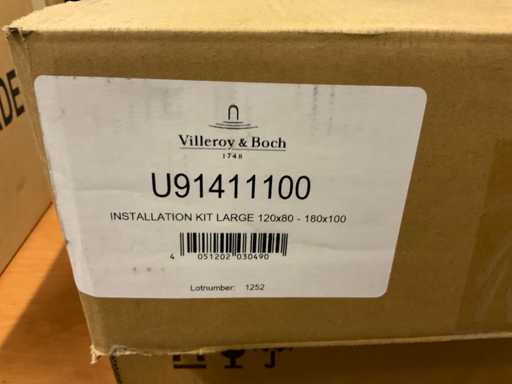 Villeroy & Boch
1748
U91411100
INSTALLATION KIT LARGE 120x80 - 180x100
4 051202 030490
Lotnumber: 1252